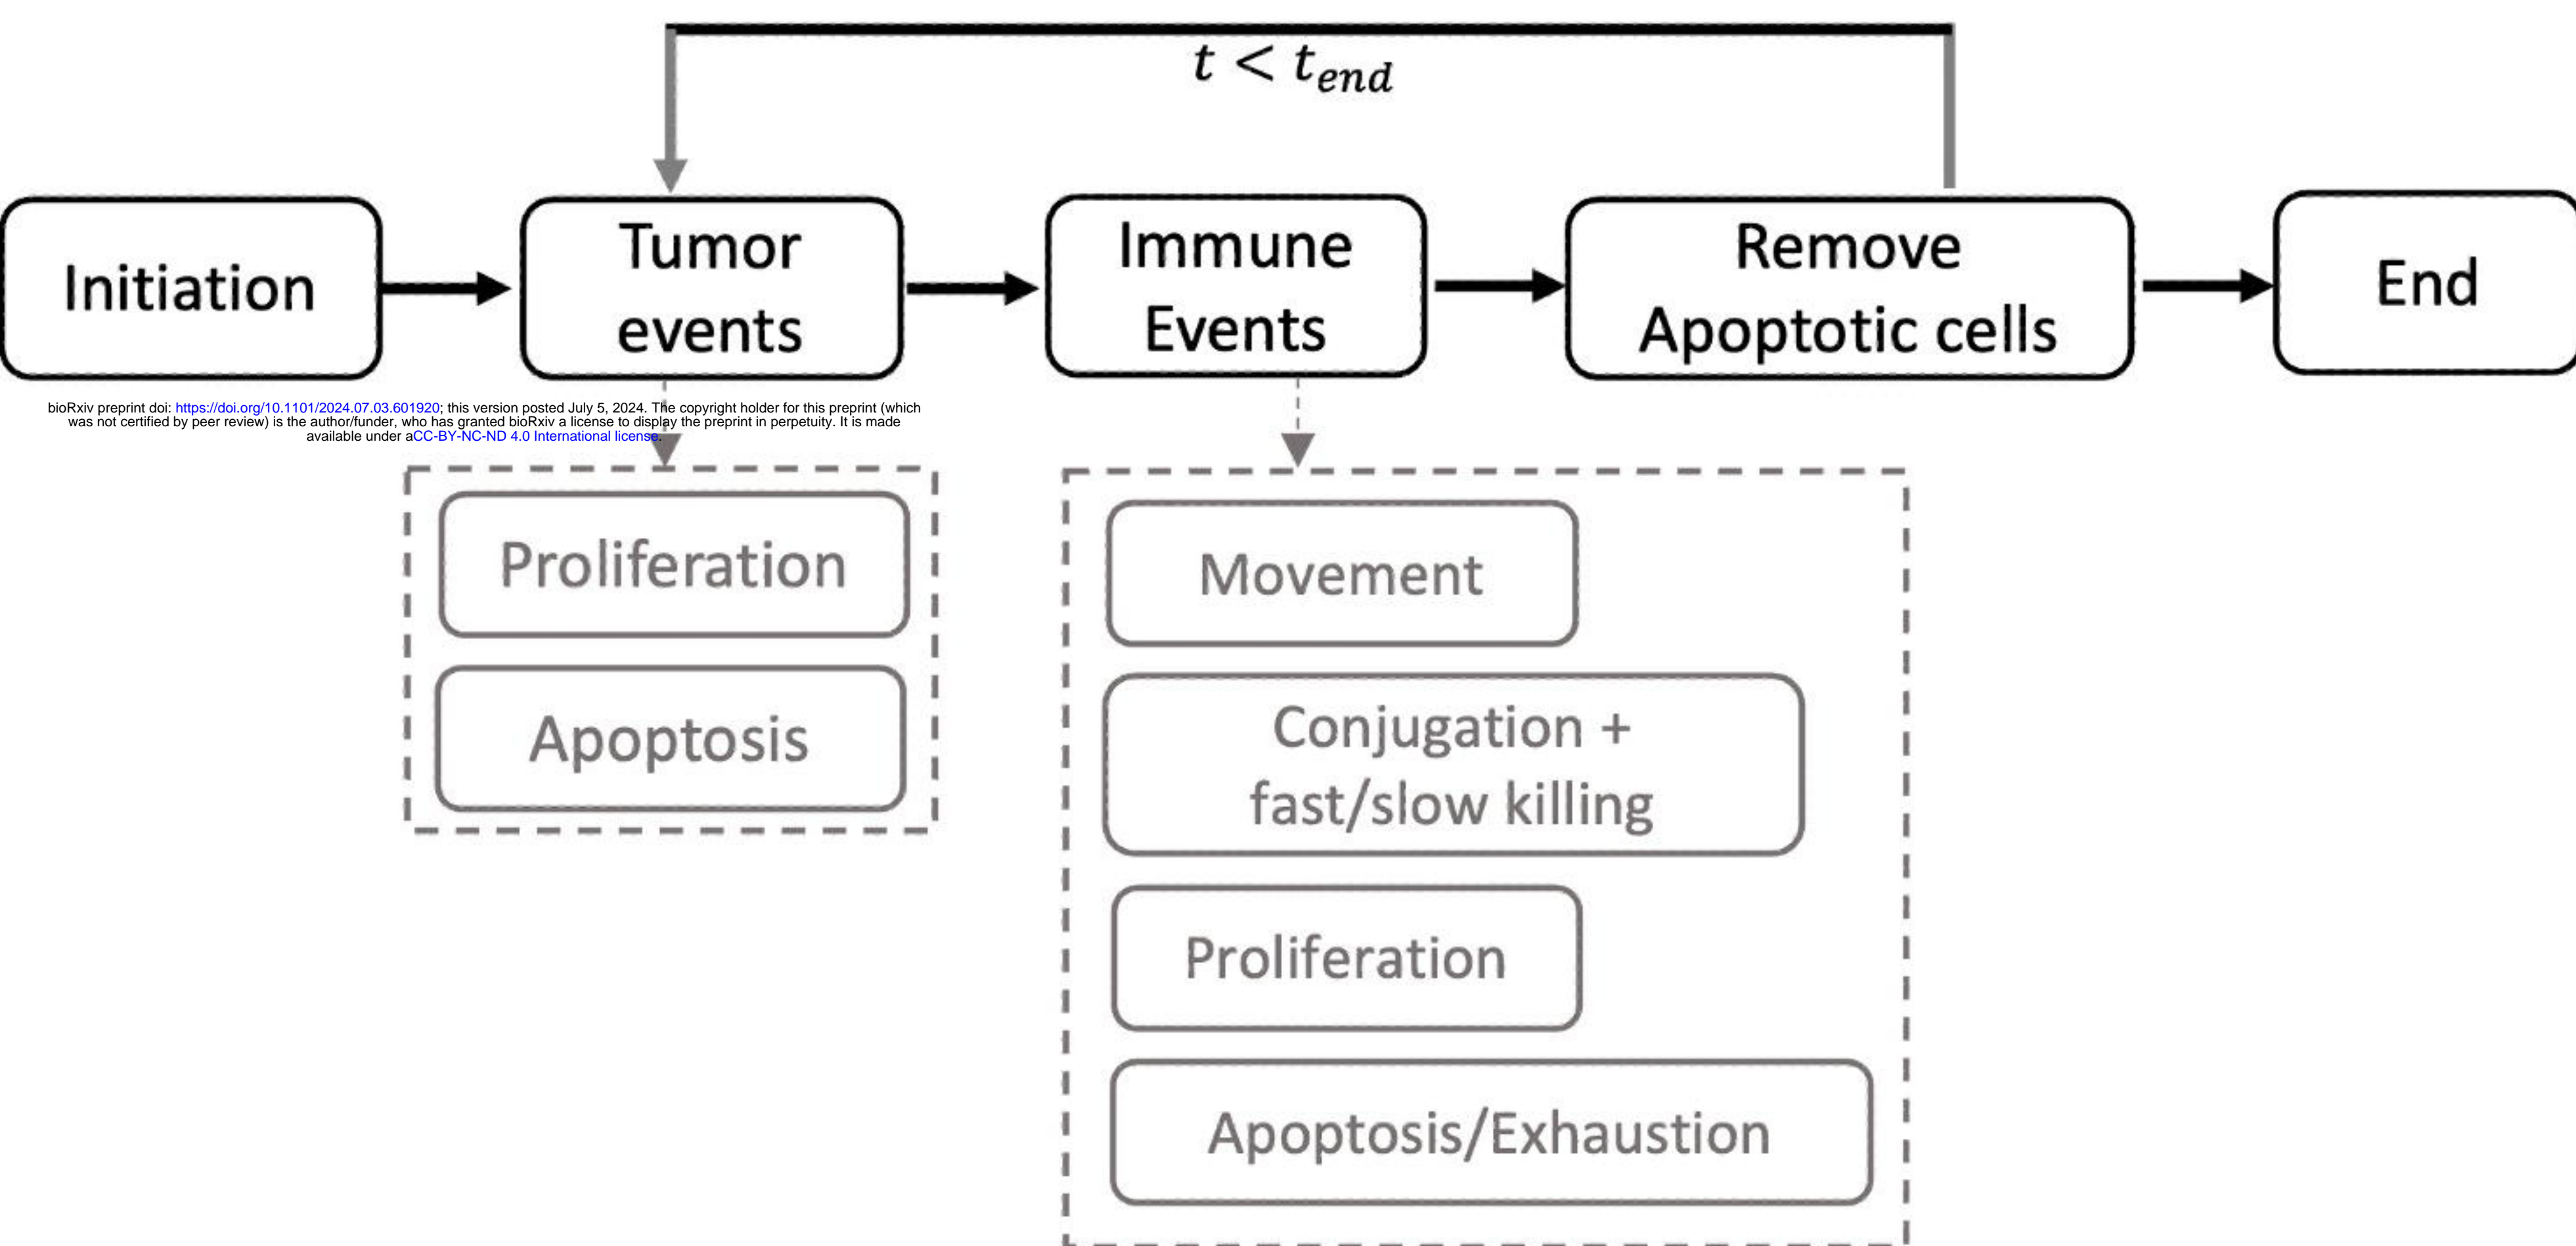 t < t_end
Initiation
Tumor
events
Immune
Events
Remove
Apoptotic cells
End
bioRxiv preprint doi: https://doi.org/10.1101/2024.07.03.601920; this version posted July 5, 2024. The copyright holder for this preprint (which
was not certified by peer review) is the author/funder, who has granted bioRxiv a license to display the preprint in perpetuity. It is made
available under aCC-BY-NC-ND 4.0 International license.
Proliferation
Apoptosis
Movement
Conjugation +
fast/slow killing
Proliferation
Apoptosis/Exhaustion